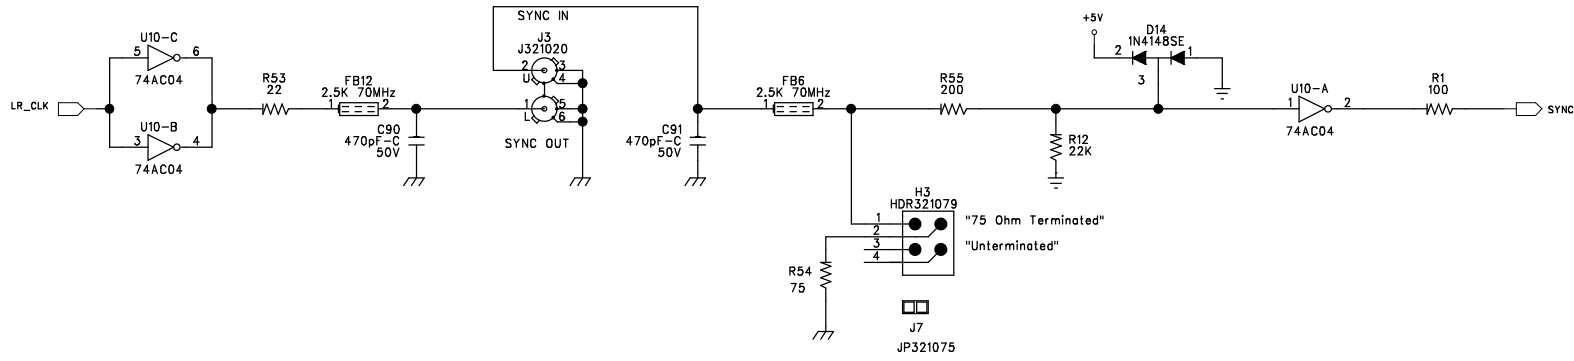 SYNC IN
J3
J321020
2
3
U
4
1
5
L
6
SYNC OUT
LR_CLK
U10-C
5
6
74AC04
U10-B
3
4
74AC04
R53
22
FB12
2.5K 70MHz
1
2
C90
470pF-C
50V
C91
470pF-C
50V
FB6
2.5K 70MHz
1
2
R55
200
+5V
D14
1N4148SE
2
1
3
R12
22K
U10-A
1
2
74AC04
R1
100
SYNC
H3
HDR321079
1
2
3
4
"75 Ohm Terminated"
"Unterminated"
R54
75
J7
JP321075